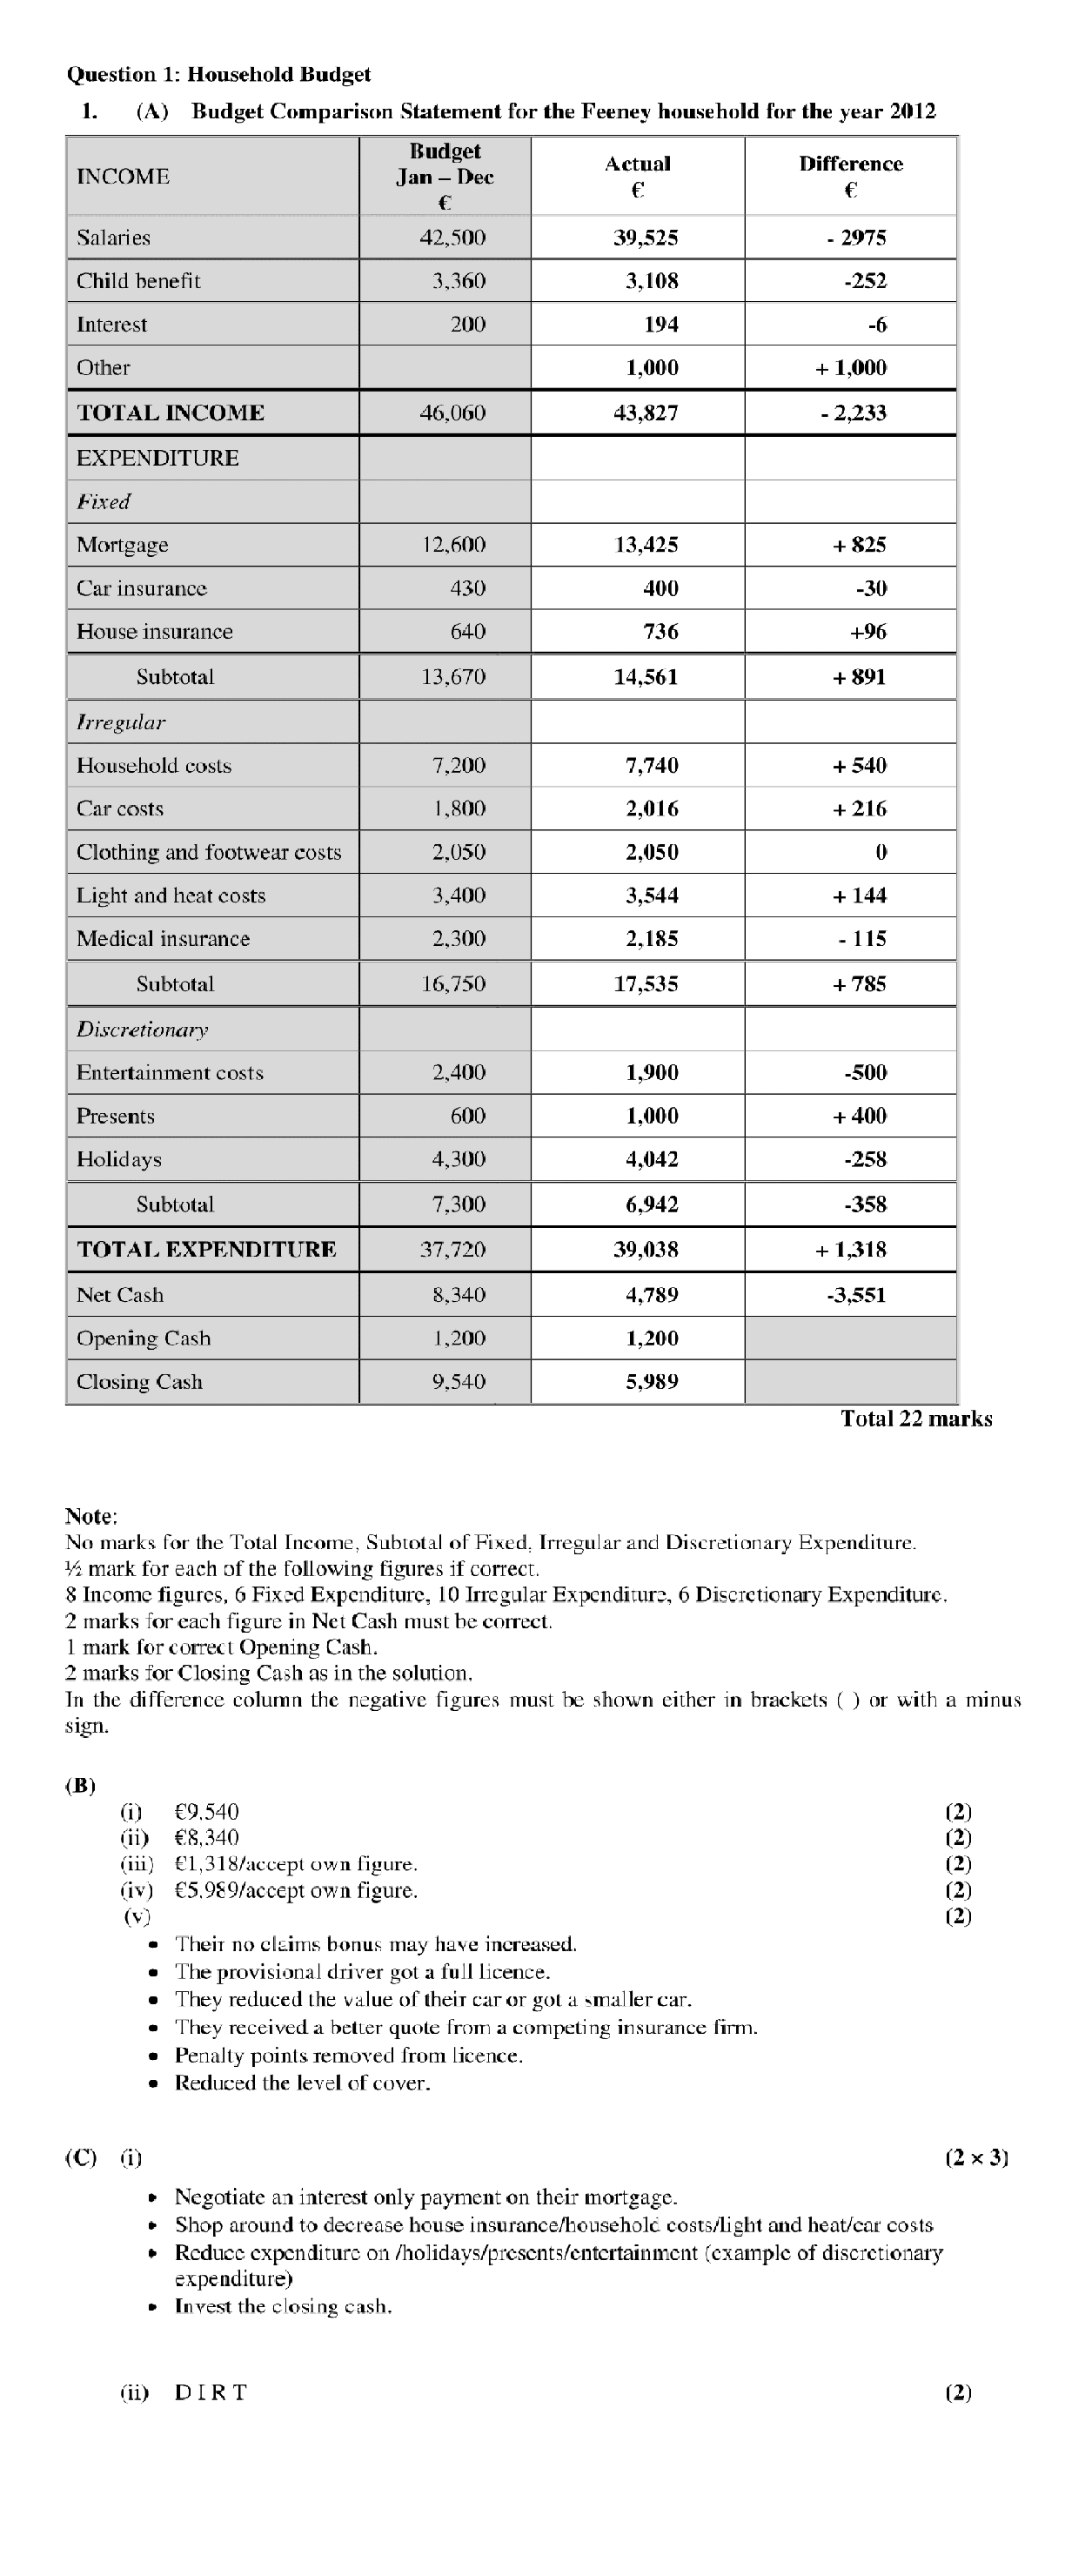 Question 1: Household Budget
1. (A) Budget Comparison Statement for the Feeney household for the year 2012
INCOME Budget Jan – Dec € Actual € Difference €
Salaries 42,500 39,525 - 2975
Child benefit 3,360 3,108 -252
Interest 200 194 -6
Other 1,000 + 1,000
TOTAL INCOME 46,060 43,827 - 2,233
EXPENDITURE
Fixed
Mortgage 12,600 13,425 + 825
Car insurance 430 400 -30
House insurance 640 736 +96
Subtotal 13,670 14,561 + 891
Irregular
Household costs 7,200 7,740 + 540
Car costs 1,800 2,016 + 216
Clothing and footwear costs 2,050 2,050 0
Light and heat costs 3,400 3,544 + 144
Medical insurance 2,300 2,185 - 115
Subtotal 16,750 17,535 + 785
Discretionary
Entertainment costs 2,400 1,900 -500
Presents 600 1,000 + 400
Holidays 4,300 4,042 -258
Subtotal 7,300 6,942 -358
TOTAL EXPENDITURE 37,720 39,038 + 1,318
Net Cash 8,340 4,789 -3,551
Opening Cash 1,200 1,200
Closing Cash 9,540 5,989
Total 22 marks
Note:
No marks for the Total Income, Subtotal of Fixed, Irregular and Discretionary Expenditure.
½ mark for each of the following figures if correct.
8 Income figures, 6 Fixed Expenditure, 10 Irregular Expenditure, 6 Discretionary Expenditure.
2 marks for each figure in Net Cash must be correct.
1 mark for correct Opening Cash.
2 marks for Closing Cash as in the solution.
In the difference column the negative figures must be shown either in brackets ( ) or with a minus
sign.
(B)
(i) €9,540 (2)
(ii) €8,340 (2)
(iii) €1,318/accept own figure. (2)
(iv) €5,989/accept own figure. (2)
(v) (2)
• Their no claims bonus may have increased.
• The provisional driver got a full licence.
• They reduced the value of their car or got a smaller car.
• They received a better quote from a competing insurance firm.
• Penalty points removed from licence.
• Reduced the level of cover.
(C) (i) (2 × 3)
• Negotiate an interest only payment on their mortgage.
• Shop around to decrease house insurance/household costs/light and heat/car costs
• Reduce expenditure on /holidays/presents/entertainment (example of discretionary
expenditure)
• Invest the closing cash.
(ii) D I R T (2)